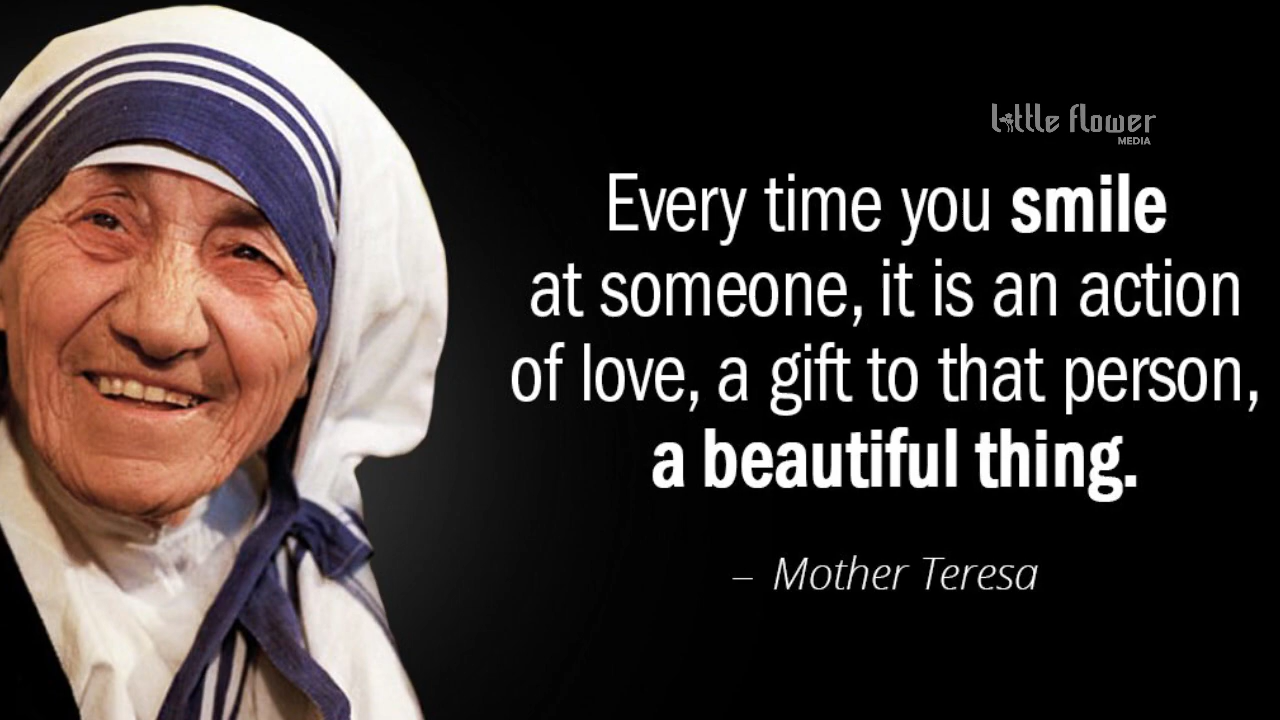 little flower
MEDIA
Every time you smile
at someone, it is an action
of love, a gift to that person,
a beautiful thing.
– Mother Teresa